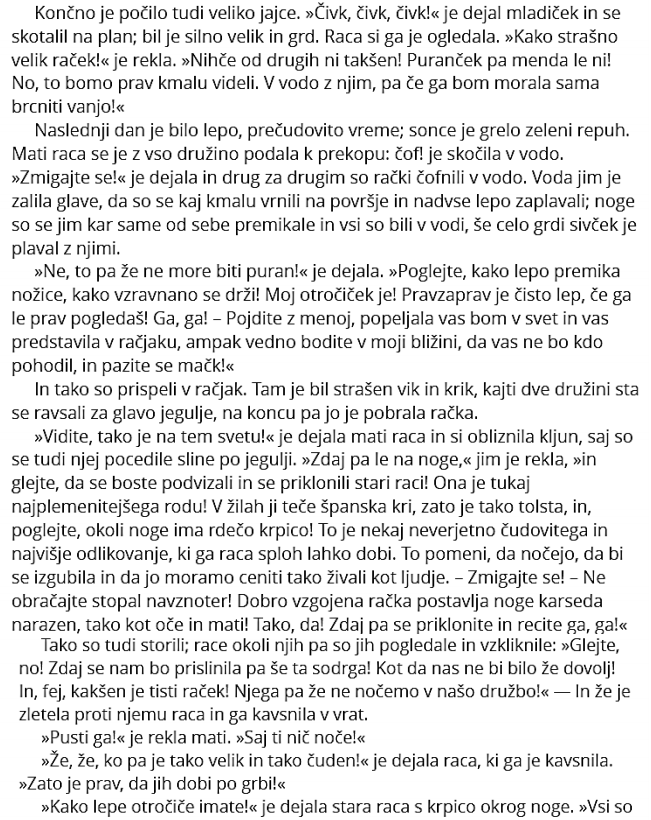 Končno je počilo tudi veliko jajce. »Čivk, čivk, čivk!« je dejal mladiček in se
skotalil na plan; bil je silno velik in grd. Raca si ga je ogledala. »Kako strašno
velik raček!« je rekla. »Nihče od drugih ni takšen! Puranček pa menda le ni!
No, to bomo prav kmalu videli. V vodo z njim, pa če ga bom morala sama
brcniti vanjo!«
Naslednji dan je bilo lepo, prečudovito vreme; sonce je grelo zeleni repuh.
Mati raca se je z vso družino podala k prekopu: čof! je skočila v vodo.
»Zmigajte se!« je dejala in drug za drugim so rački čofnili v vodo. Voda jim je
zalila glave, da so se kaj kmalu vrnili na površje in nadvse lepo zaplavali; noge
so se jim kar same od sebe premikale in vsi so bili v vodi, še celo grdi sivček je
plaval z njimi.
»Ne, to pa že ne more biti puran!« je dejala. »Poglejte, kako lepo premika
nožice, kako vzravnano se drži! Moj otročiček je! Pravzaprav je čisto lep, če ga
le prav pogledaš! Ga, ga! – Pojdite z menoj, popeljala vas bom v svet in vas
predstavila v račjaku, ampak vedno bodite v moji bližini, da vas ne bo kdo
pohodil, in pazite se mačk!«
In tako so prispeli v račjak. Tam je bil strašen vik in krik, kajti dve družini sta
se ravsali za glavo jegulje, na koncu pa jo je pobrala račka.
»Vidite, tako je na tem svetu!« je dejala mati raca in si obliznila kljun, saj so
se tudi njej pocedile sline po jegulji. »Zdaj pa le na noge,« jim je rekla, »in
glejte, da se boste podvizali in se priklonili stari raci! Ona je tukaj
najplemenitejšega rodu! V žilah ji teče španska kri, zato je tako tolsta, in,
poglejte, okoli noge ima rdečo krpico! To je nekaj neverjetno čudovitega in
najvišje odlikovanje, ki ga raca sploh lahko dobi. To pomeni, da nočejo, da bi
se izgubila in da jo moramo ceniti tako živali kot ljudje. – Zmigajte se! – Ne
obračajte stopal navznoter! Dobro vzgojena račka postavlja noge karseda
narazen, tako kot oče in mati! Tako, da! Zdaj pa se priklonite in recite ga, ga!«
Tako so tudi storili; race okoli njih pa so jih pogledale in vzkliknile: »Glejte,
no! Zdaj se nam bo prislinila pa še ta sodrga! Kot da nas ne bi bilo že dovolj!
In, fej, kakšen je tisti raček! Njega pa že ne nočemo v našo družbo!« — In že je
zletela proti njemu raca in ga kavsnila v vrat.
»Pusti ga!« je rekla mati. »Saj ti nič noče!«
»Že, že, ko pa je tako velik in tako čuden!« je dejala raca, ki ga je kavsnila.
»Zato je prav, da jih dobi po grbi!«
»Kako lepe otročiče imate!« je dejala stara raca s krpico okrog noge. »Vsi so